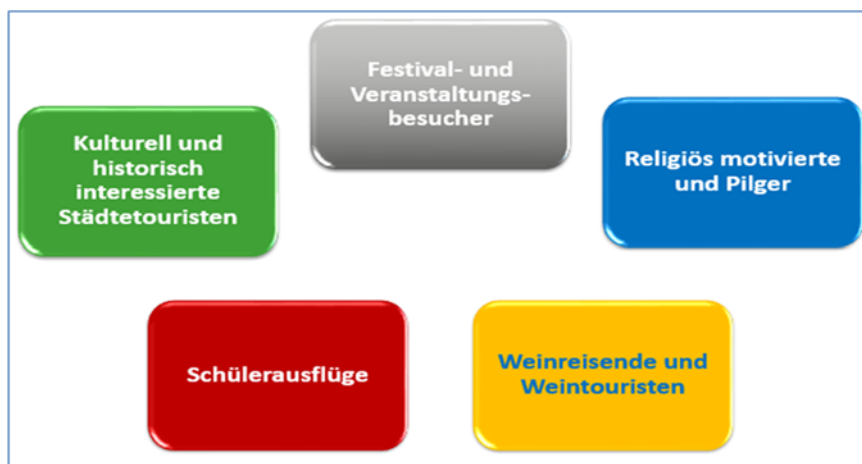 Festival- und
Veranstaltungs-
besucher
Kulturell und
historisch
interessierte
Städtetouristen
Religiös motivierte
und Pilger
Schülerausflüge
Weinreisende und
Weintouristen